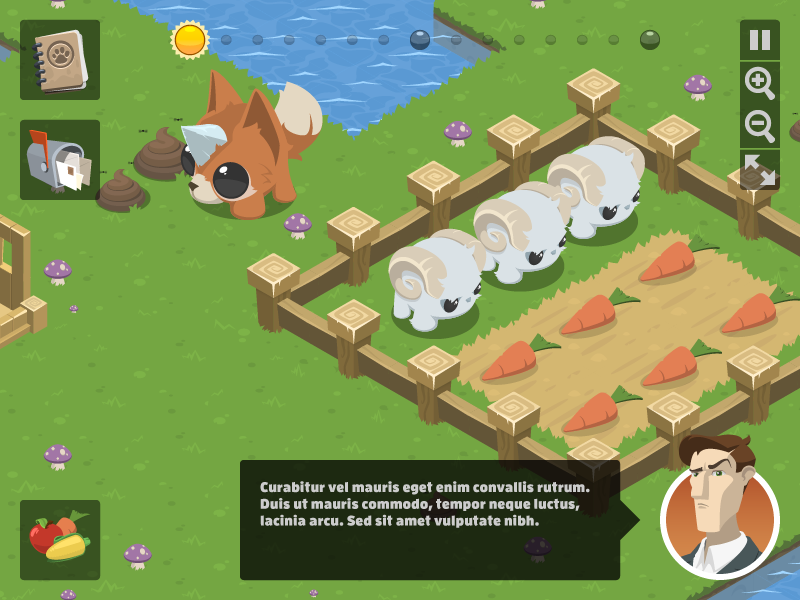 Curabitur vel mauris eget enim convallis rutrum.
Duis ut mauris commodo, tempor neque luctus,
lacinia arcu. Sed sit amet vulputate nibh.